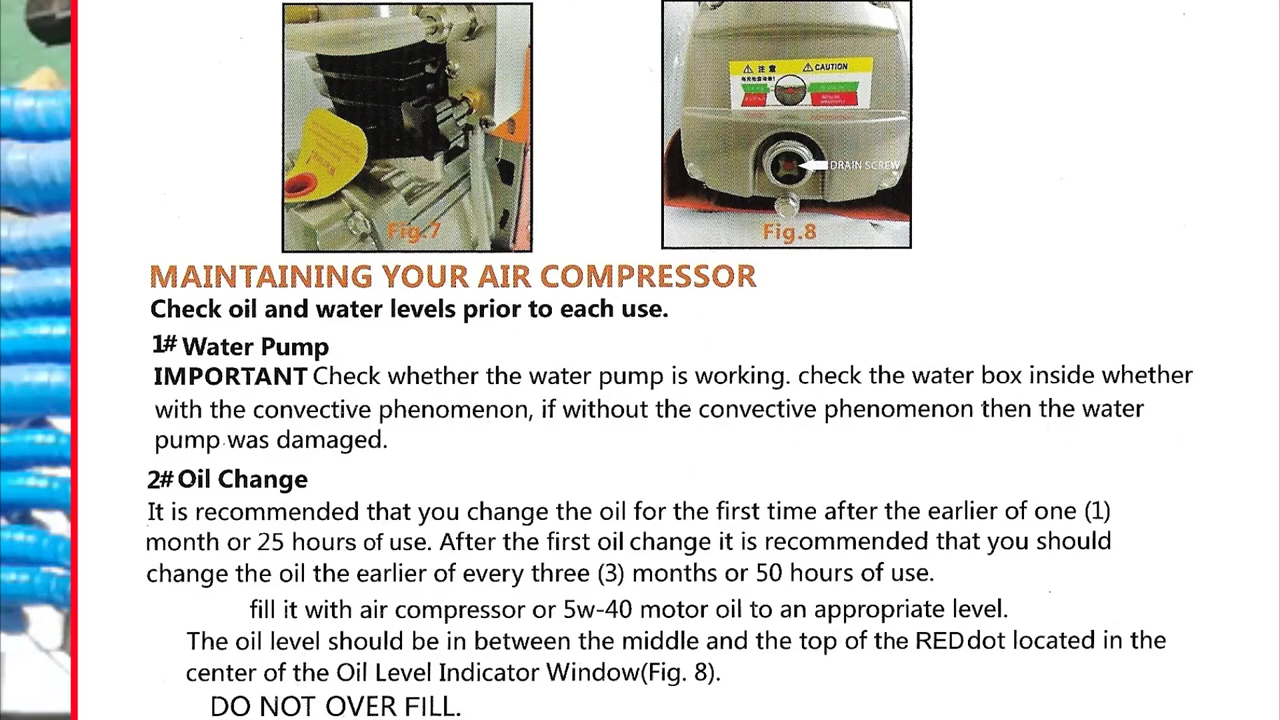 注 意
CAUTION
DRAIN SCREW
Fig.7
Fig.8
MAINTAINING YOUR AIR COMPRESSOR
Check oil and water levels prior to each use.
1# Water Pump
IMPORTANT Check whether the water pump is working. check the water box inside whether
with the convective phenomenon, if without the convective phenomenon then the water
pump was damaged.
2# Oil Change
It is recommended that you change the oil for the first time after the earlier of one (1)
month or 25 hours of use. After the first oil change it is recommended that you should
change the oil the earlier of every three (3) months or 50 hours of use.
fill it with air compressor or 5w-40 motor oil to an appropriate level.
The oil level should be in between the middle and the top of the RED dot located in the
center of the Oil Level Indicator Window(Fig. 8).
DO NOT OVER FILL.